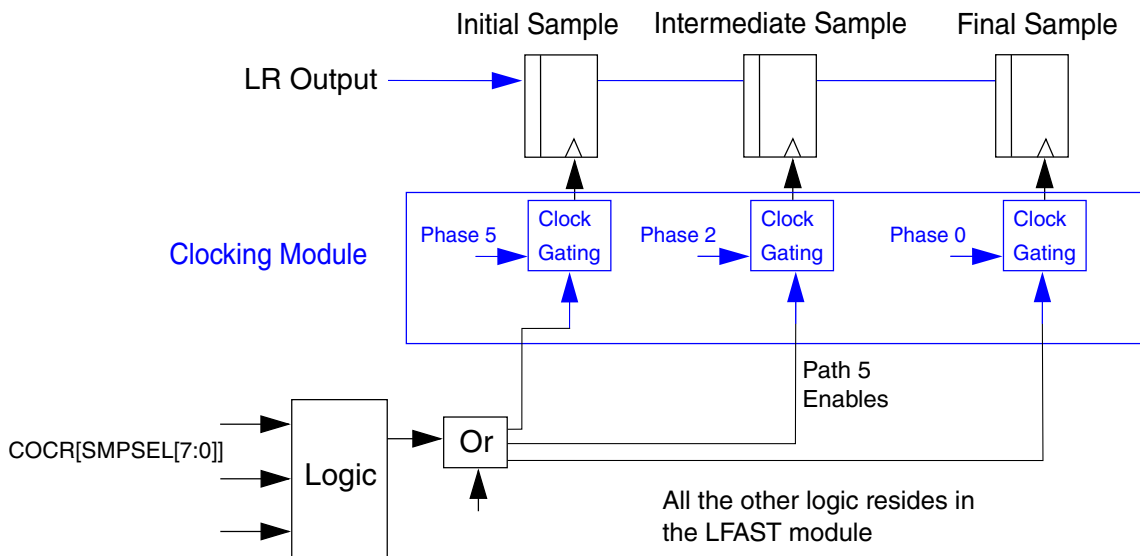 Initial Sample
Intermediate Sample
Final Sample
LR Output
Clocking Module
Phase 5
Clock
Gating
Phase 2
Clock
Gating
Phase 0
Clock
Gating
Path 5
Enables
COCR[SMPSEL[7:0]]
Logic
Or
All the other logic resides in
the LFAST module